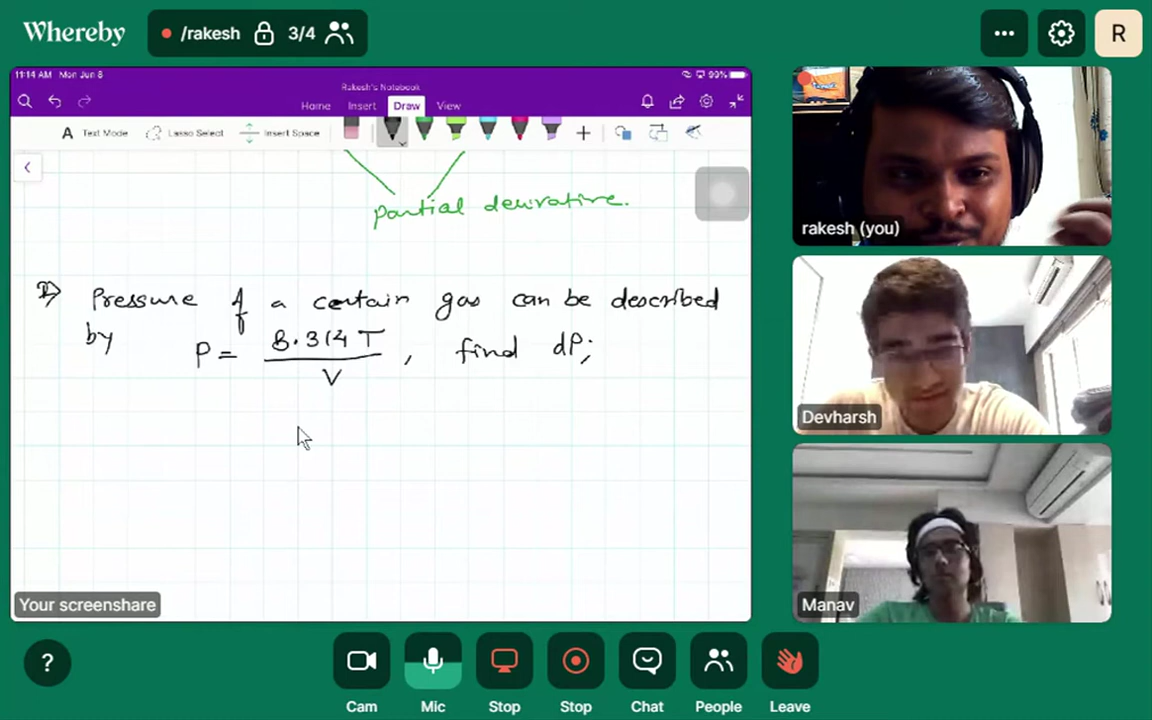 Whereby
/rakesh 3/4
R
11:14 AM Mon Jun 8
99%
Rakesh's Notebook
Home Insert Draw View
A Text Mode Lasso Select Insert Space
partial derivative.
Pressure of a certain gas can be described
by P = 8.314 T / V , find dP;
Your screenshare
rakesh (you)
Devharsh
Manav
?
Cam Mic Stop Stop Chat People Leave